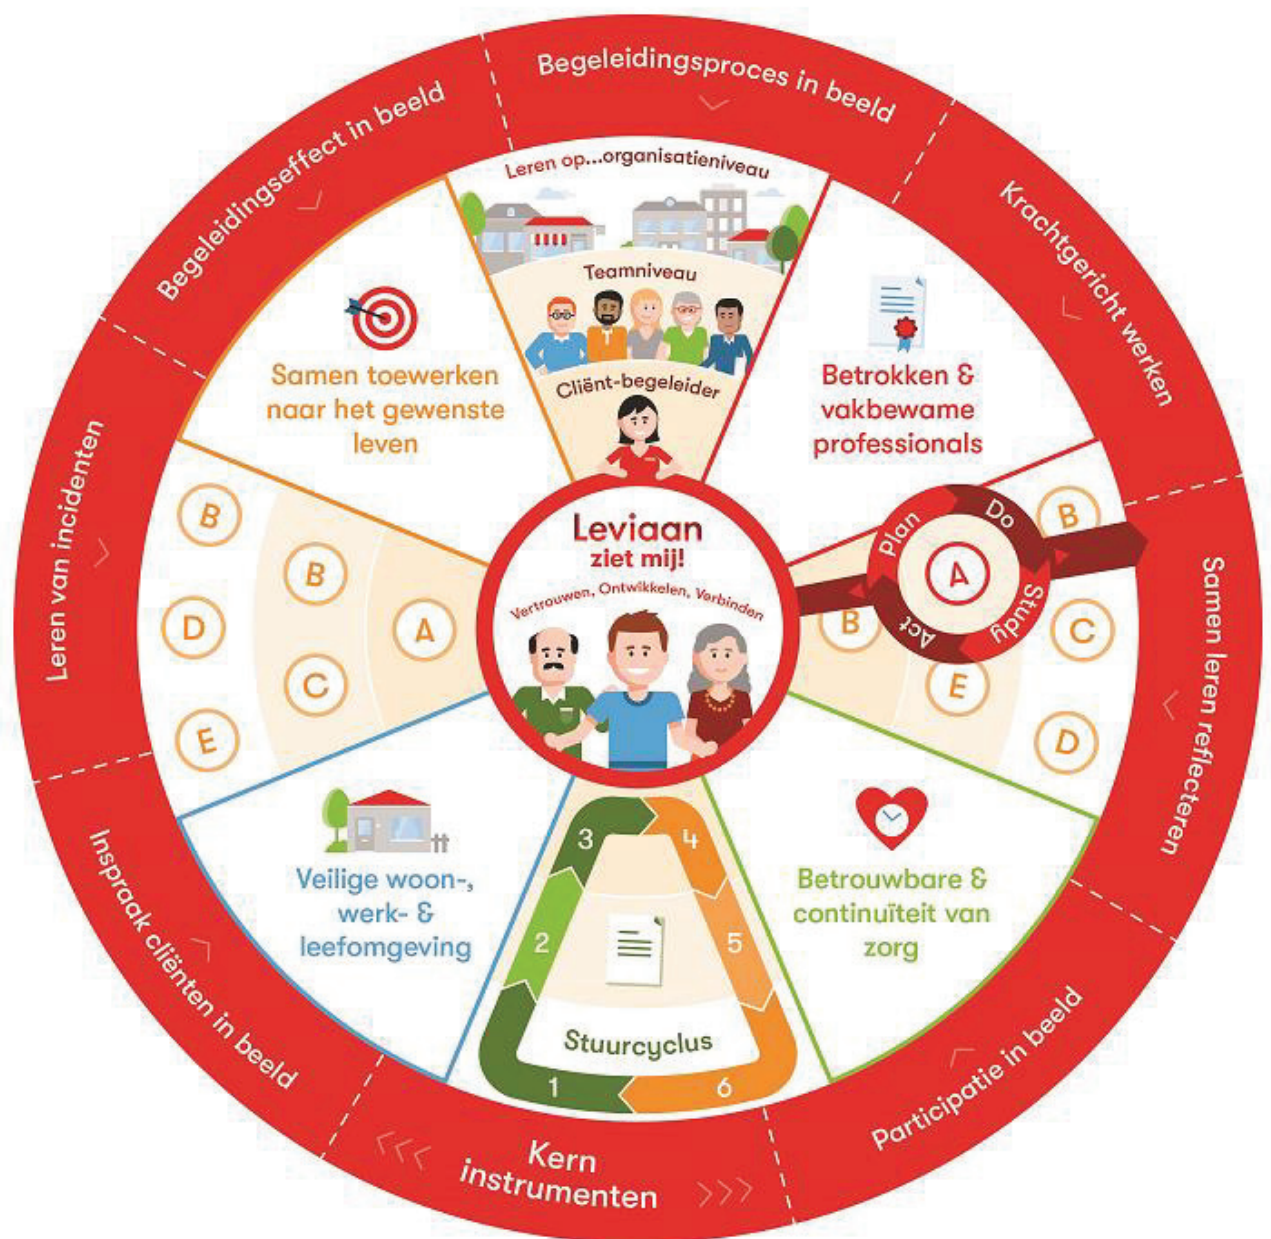 Begeleidingsproces in beeld
Krachtgericht werken
Samen leren reflecteren
Participatie in beeld
Kern
instrumenten
Inspraak cliënten in beeld
Leren van incidenten
Begeleidingseffect in beeld
Leren op...organisatieniveau
Teamniveau
Cliënt-begeleider
Samen toewerken
naar het gewenste
leven
Betrokken &
vakbewame
professionals
B
B
D
A
C
E
Leviaan
ziet mij!
Vertrouwen, Ontwikkelen, Verbinden
Plan
Do
Study
Act
A
B
B
C
E
D
Veilige woon-,
werk- &
leefomgeving
3
4
2
5
Stuurcyclus
1
6
Betrouwbare &
continuïteit van
zorg